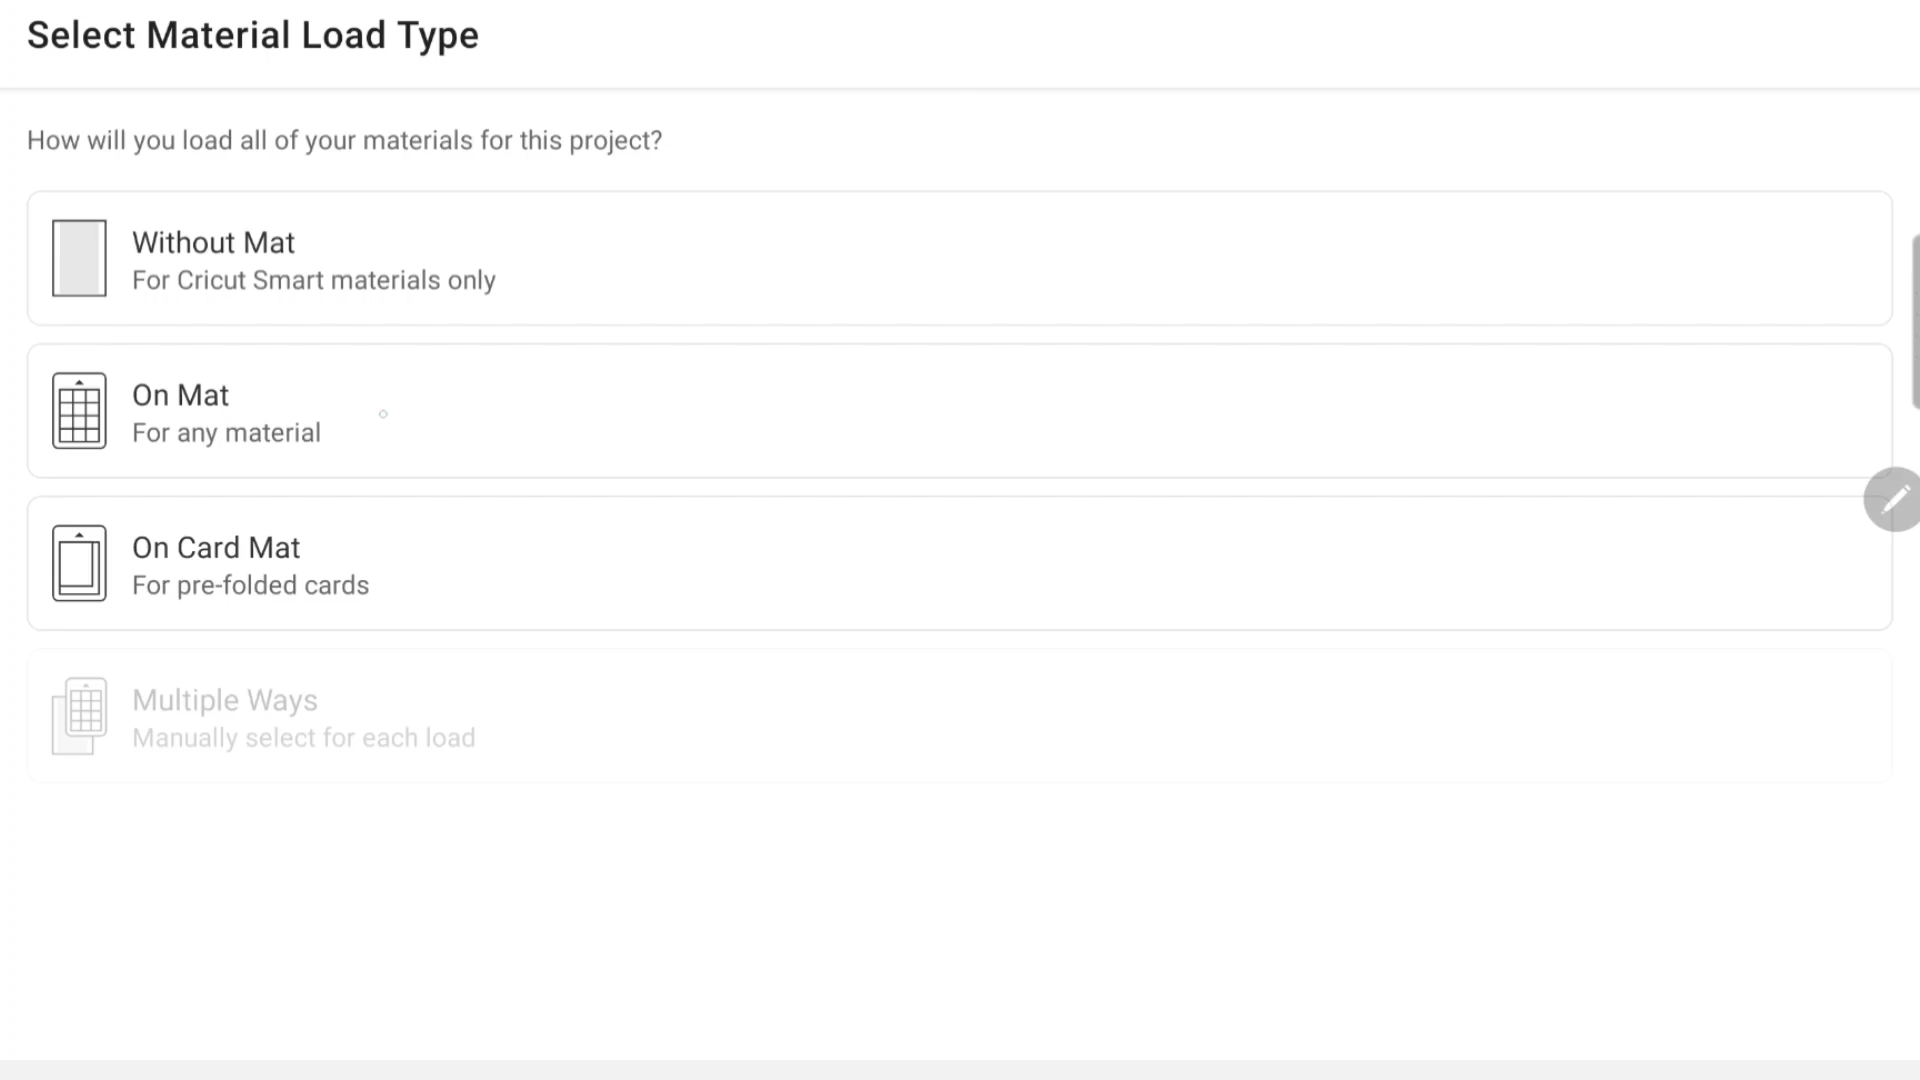 Select Material Load Type
How will you load all of your materials for this project?
Without Mat
For Cricut Smart materials only
On Mat
For any material
On Card Mat
For pre-folded cards
Multiple Ways
Manually select for each load